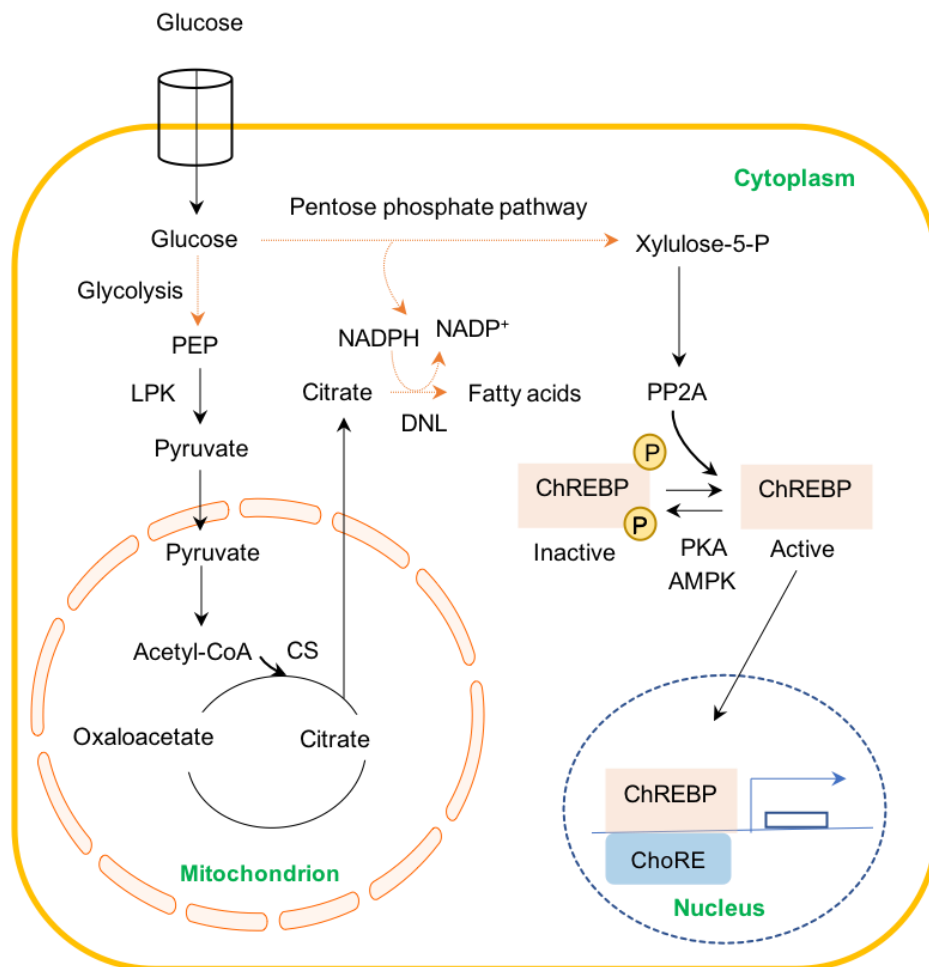 Glucose
Cytoplasm
Pentose phosphate pathway
Glucose
Xylulose-5-P
Glycolysis
NADPH
NADP⁺
PEP
LPK
Citrate
Fatty acids
PP2A
DNL
Pyruvate
P
ChREBP
ChREBP
P
Inactive
PKA
Active
AMPK
Pyruvate
Acetyl-CoA
CS
Oxaloacetate
Citrate
ChREBP
ChoRE
Mitochondrion
Nucleus